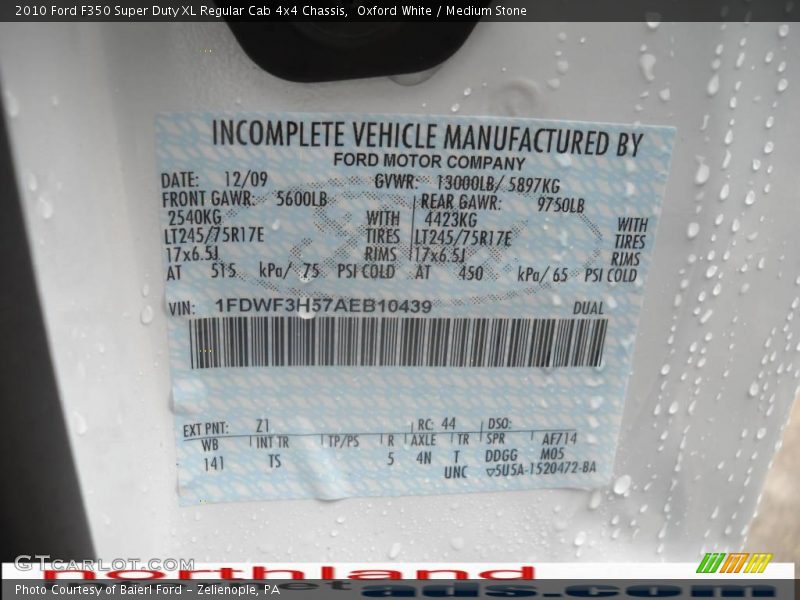 2010 Ford F350 Super Duty XL Regular Cab 4x4 Chassis, Oxford White / Medium Stone
INCOMPLETE VEHICLE MANUFACTURED BY
FORD MOTOR COMPANY
DATE: 12/09 GVWR: 13000LB/ 5897KG
FRONT GAWR: 5600LB REAR GAWR: 9750LB
2540KG WITH 4423KG WITH
LT245/75R17E TIRES LT245/75R17E TIRES
17x6.5J RIMS 17x6.5J RIMS
AT 515 kPa/ 75 PSI COLD AT 450 kPa/ 65 PSI COLD
VIN: 1FDWF3H57AEB10439 DUAL
EXT PNT: Z1 RC: 44 DSO:
WB INT TR TP/PS R AXLE TR SPR AF714
141 TS 5 4N T DDGG M05
UNC ▽5U5A-1520472-BA
GTCarLot.com
northland
Photo Courtesy of Baierl Ford - Zelienople, PA